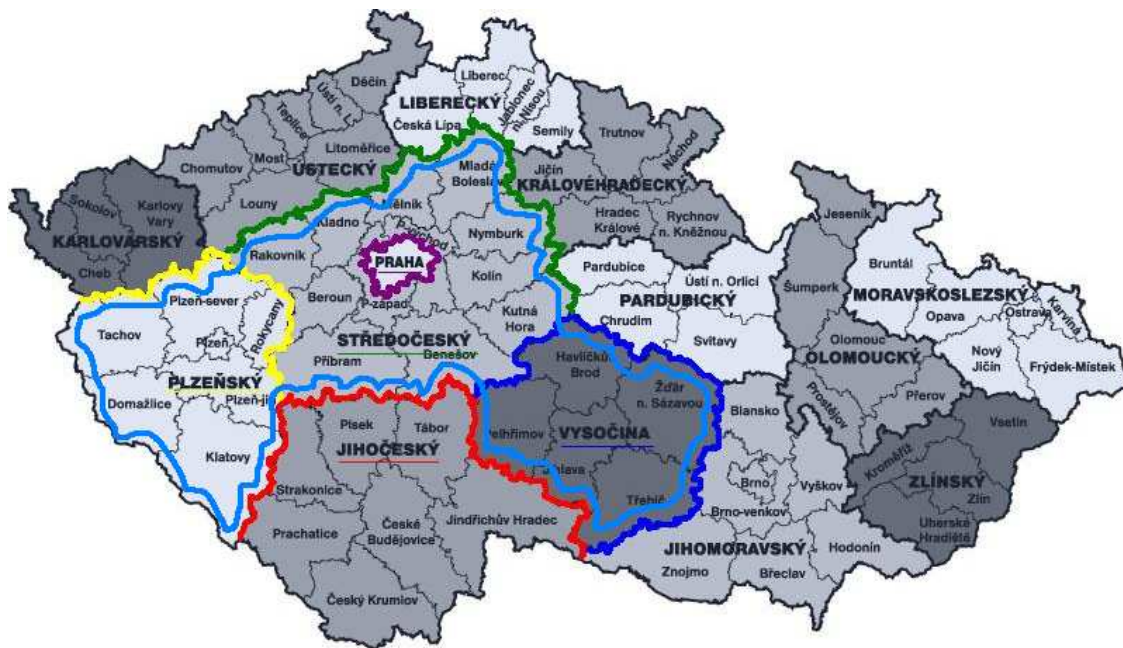 Děčín
Liberec
Ústí n. L.
Teplice
LIBERECKÝ
Jablonec
n. Nisou
Česká Lípa
Semily
Trutnov
Náchod
Chomutov
Most
Litoměřice
ÚSTECKÝ
Mladá
Boleslav
Jičín
KRÁLOVÉHRADECKÝ
Sokolov
Karlovy
Vary
Louny
Mělník
Kladno
Hradec
Králové
Rychnov
n. Kněžnou
Jeseník
KARLOVARSKÝ
Cheb
Rakovník
Nymburk
PRAHA
Kolín
Pardubice
Ústí n. Orlicí
Bruntál
Šumperk
MORAVSKOSLEZSKÝ
Plzeň-sever
Rokycany
Beroun
P-západ
Kutná
Hora
PARDUBICKÝ
Chrudim
Svitavy
Opava
Ostrava
Karviná
Tachov
Plzeň
STŘEDOČESKÝ
Příbram
Benešov
Havlíčkův
Brod
Olomouc
OLOMOUCKÝ
Nový
Jičín
Frýdek-Místek
PLZEŇSKÝ
Domažlice
Žďár
n. Sázavou
Prostějov
Přerov
Blansko
Písek
Tábor
JIHOČESKÝ
Pelhřimov
VYSOČINA
Vsetín
Kroměříž
Klatovy
Jihlava
Třebíč
Brno
Vyškov
ZLÍNSKÝ
Zlín
Strakonice
Brno-venkov
Prachatice
České
Budějovice
Jindřichův Hradec
JIHOMORAVSKÝ
Hodonín
Uherské
Hradiště
Znojmo
Břeclav
Český Krumlov